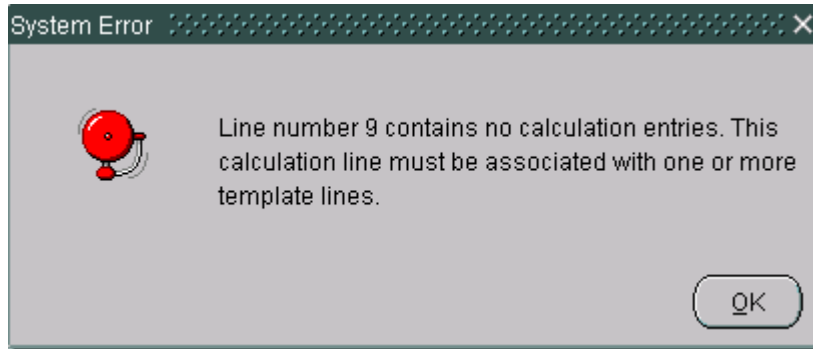 System Error
Line number 9 contains no calculation entries. This
calculation line must be associated with one or more
template lines.
OK